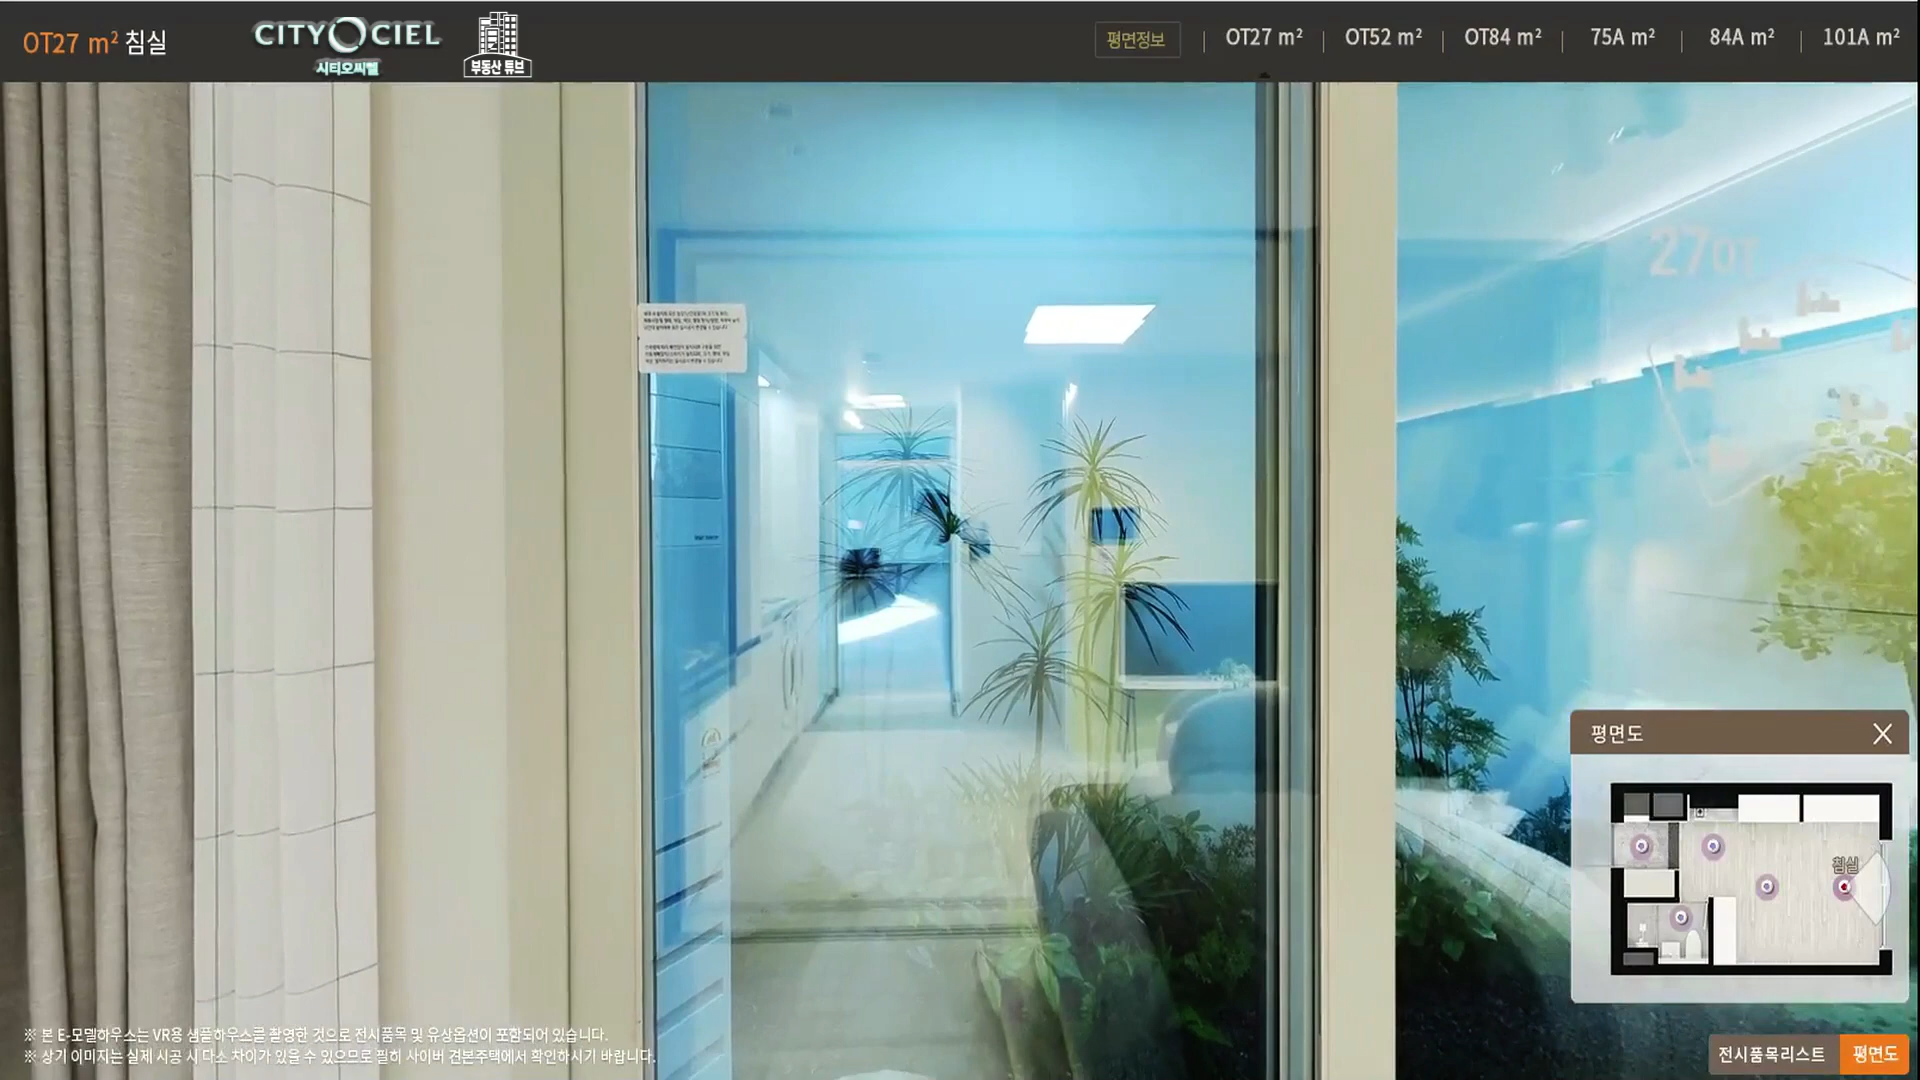 OT27 m² 침실
CITYOCIEL
시티오씨엘
부동산 튜브
평면정보
OT27 m²
OT52 m²
OT84 m²
75A m²
84A m²
101A m²
27OT
평면도
침실
※ 본 E-모델하우스는 VR용 샘플하우스를 촬영한 것으로 전시품목 및 유상옵션이 포함되어 있습니다.
※ 상기 이미지는 실제 시공 시 다소 차이가 있을 수 있으므로 필히 사이버 견본주택에서 확인하시기 바랍니다.
전시품목리스트
평면도